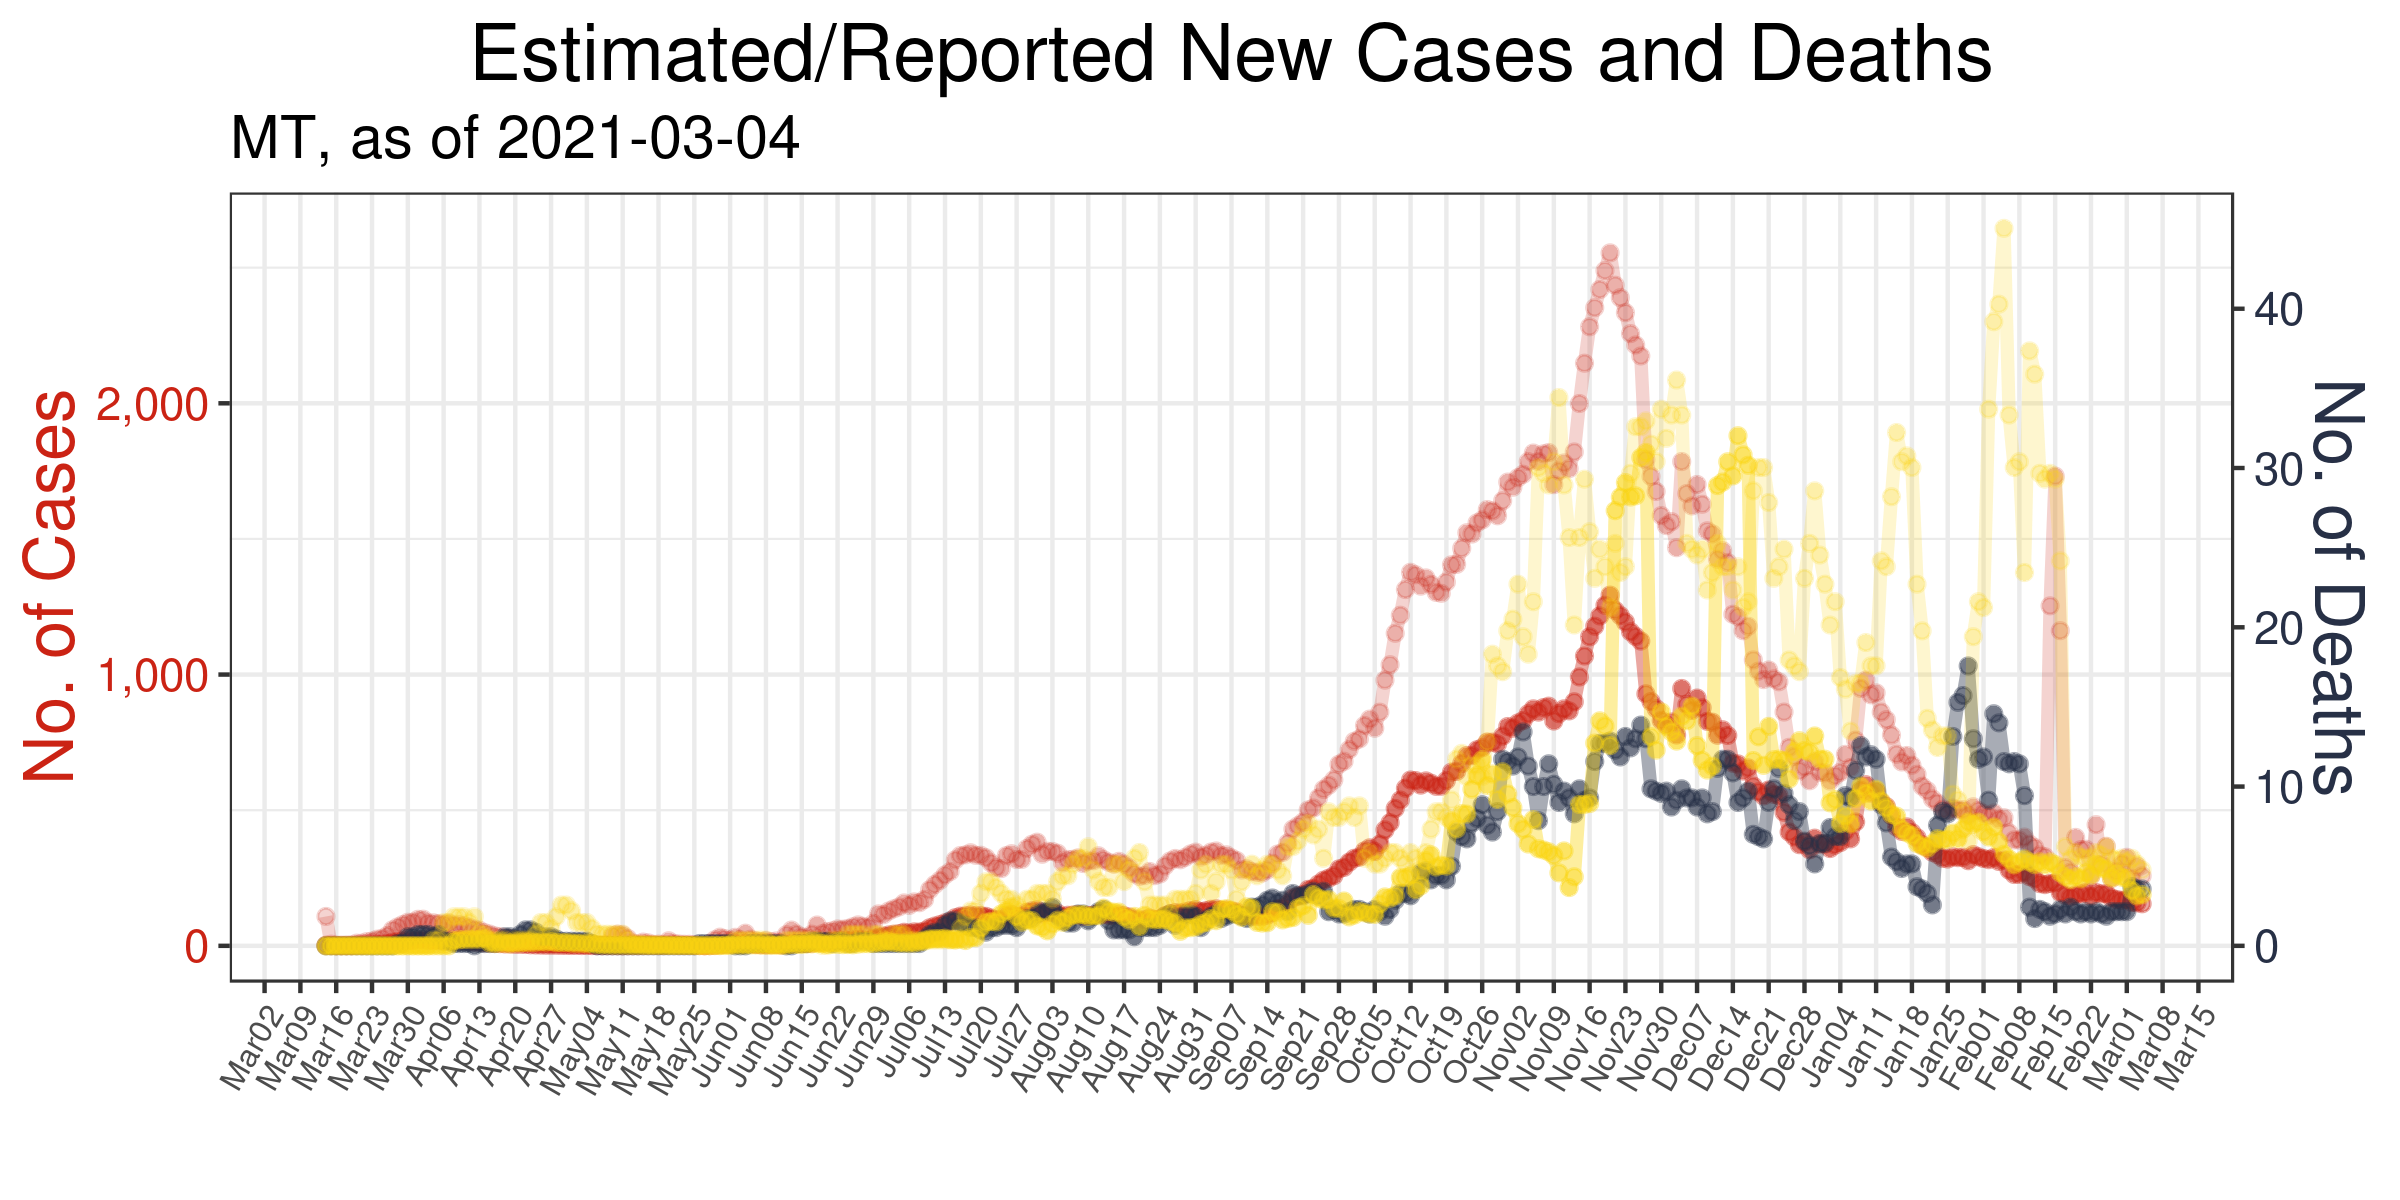 Estimated/Reported New Cases and Deaths
MT, as of 2021-03-04
No. of Cases
2,000
1,000
0
No. of Deaths
40
30
20
10
0
Mar02
Mar09
Mar16
Mar23
Mar30
Apr06
Apr13
Apr20
Apr27
May04
May11
May18
May25
Jun01
Jun08
Jun15
Jun22
Jun29
Jul06
Jul13
Jul20
Jul27
Aug03
Aug10
Aug17
Aug24
Aug31
Sep07
Sep14
Sep21
Sep28
Oct05
Oct12
Oct19
Oct26
Nov02
Nov09
Nov16
Nov23
Nov30
Dec07
Dec14
Dec21
Dec28
Jan04
Jan11
Jan18
Jan25
Feb01
Feb08
Feb15
Feb22
Mar01
Mar08
Mar15